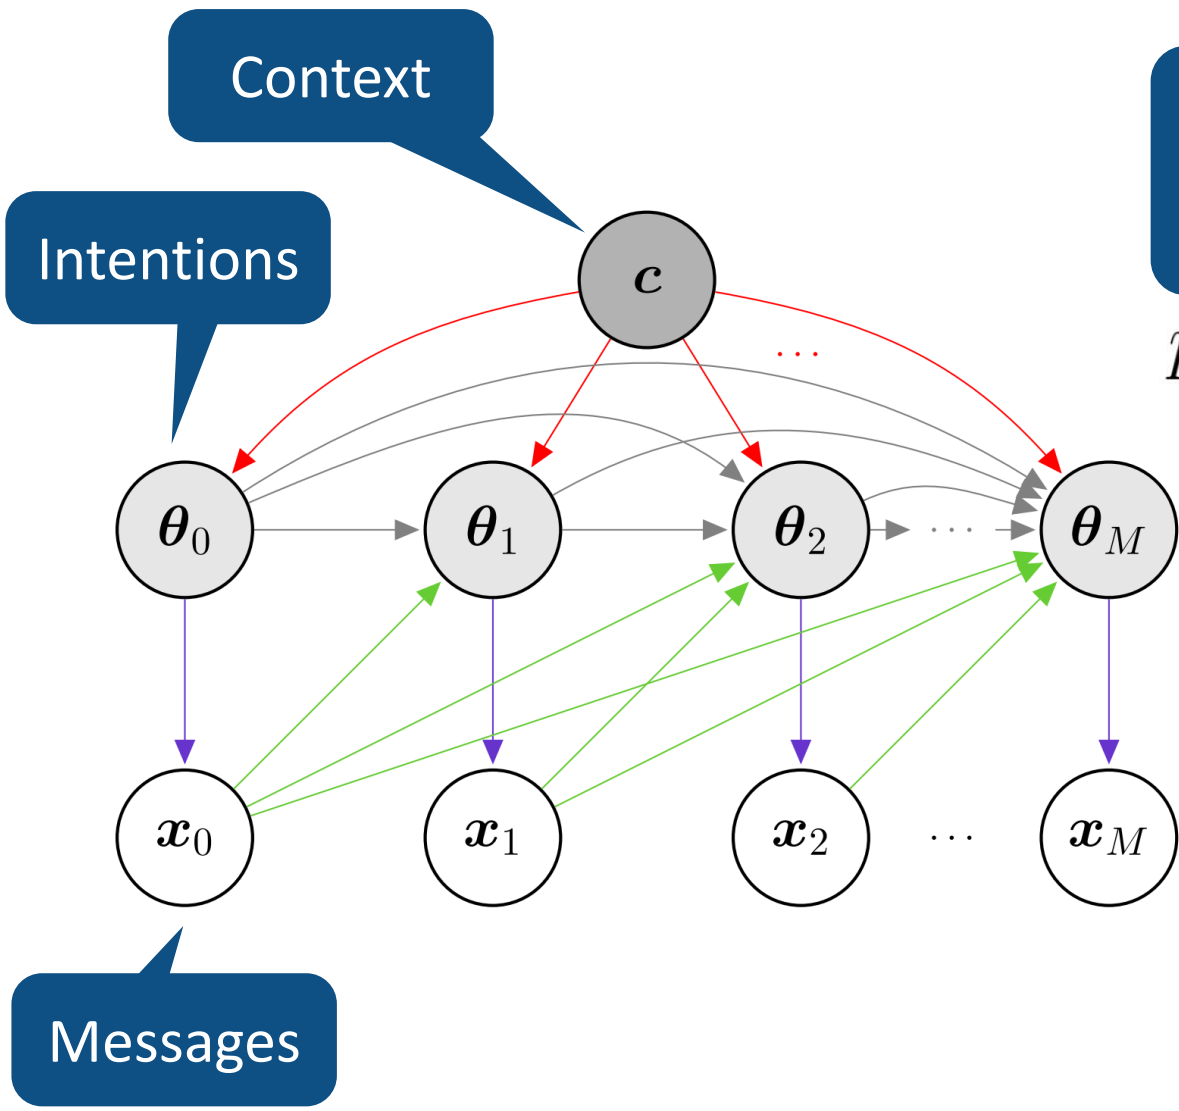 Context
Intentions
c
...
θ0 θ1 θ2 ... θM
x0 x1 x2 ... xM
Messages